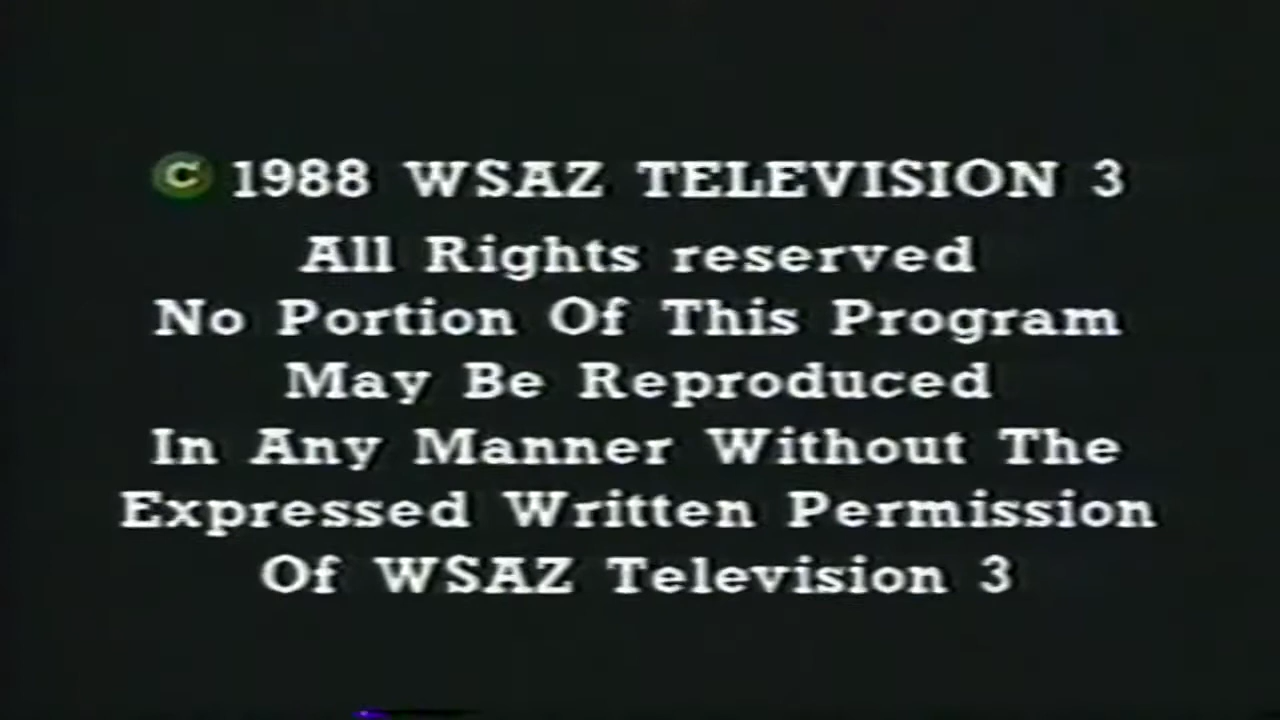 © 1988 WSAZ TELEVISION 3
All Rights reserved
No Portion Of This Program
May Be Reproduced
In Any Manner Without The
Expressed Written Permission
Of WSAZ Television 3